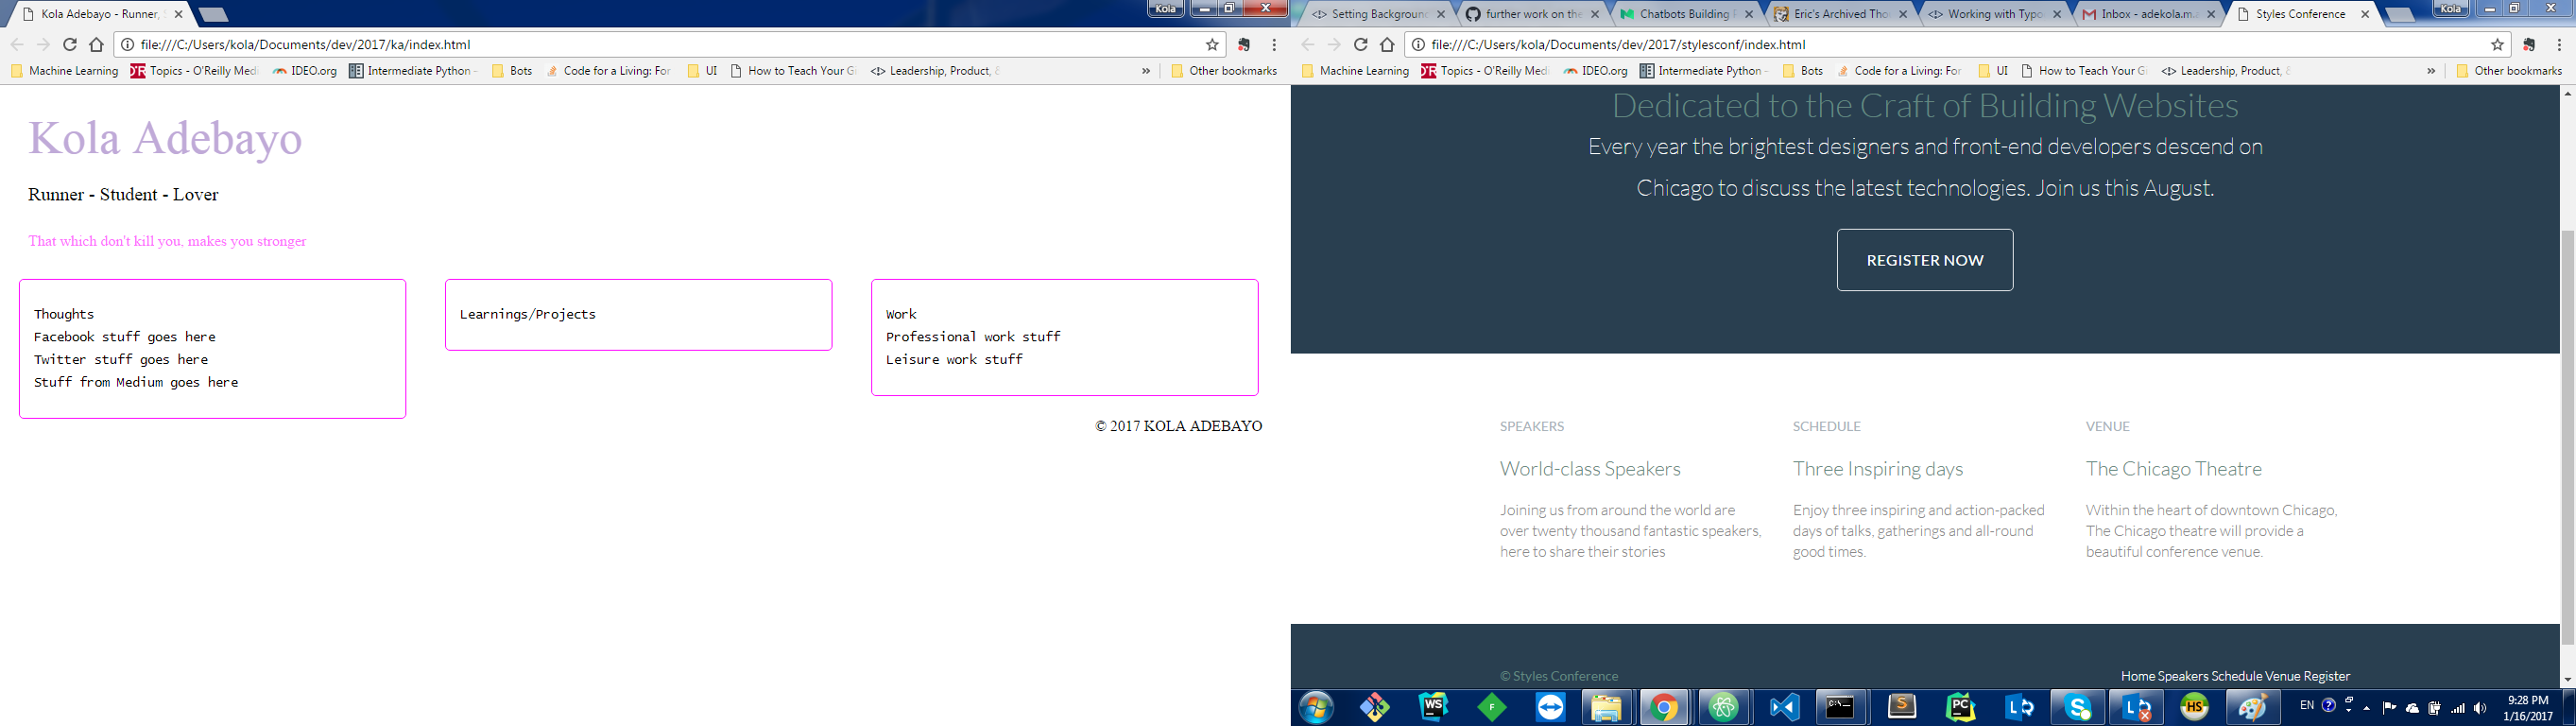 Kola Adebayo - Runner,
Kola
file:///C:/Users/kola/Documents/dev/2017/ka/index.html
Machine Learning
Topics - O'Reilly Medi
IDEO.org
Intermediate Python -
Bots
Code for a Living: For
UI
How to Teach Your
Leadership, Product,
»
Other bookmarks
Kola Adebayo
Runner - Student - Lover
That which don't kill you, makes you stronger
Thoughts
Facebook stuff goes here
Twitter stuff goes here
Stuff from Medium goes here
Learnings/Projects
Work
Professional work stuff
Leisure work stuff
© 2017 KOLA ADEBAYO
Setting Background
further work on the
Chatbots Building
Eric's Archived Tho
Working with Typo
Inbox - adekola.m.a
Styles Conference
Kola
file:///C:/Users/kola/Documents/dev/2017/stylesconf/index.html
Machine Learning
Topics - O'Reilly Medi
IDEO.org
Intermediate Python -
Bots
Code for a Living: For
UI
How to Teach Your
Leadership, Product,
»
Other bookmarks
Dedicated to the Craft of Building Websites
Every year the brightest designers and front-end developers descend on
Chicago to discuss the latest technologies. Join us this August.
REGISTER NOW
SPEAKERS
World-class Speakers
Joining us from around the world are
over twenty thousand fantastic speakers,
here to share their stories
SCHEDULE
Three Inspiring days
Enjoy three inspiring and action-packed
days of talks, gatherings and all-round
good times.
VENUE
The Chicago Theatre
Within the heart of downtown Chicago,
The Chicago theatre will provide a
beautiful conference venue.
© Styles Conference
Home Speakers Schedule Venue Register
WS
F
C:\
S
PC
HS
EN
9:28 PM
1/16/2017